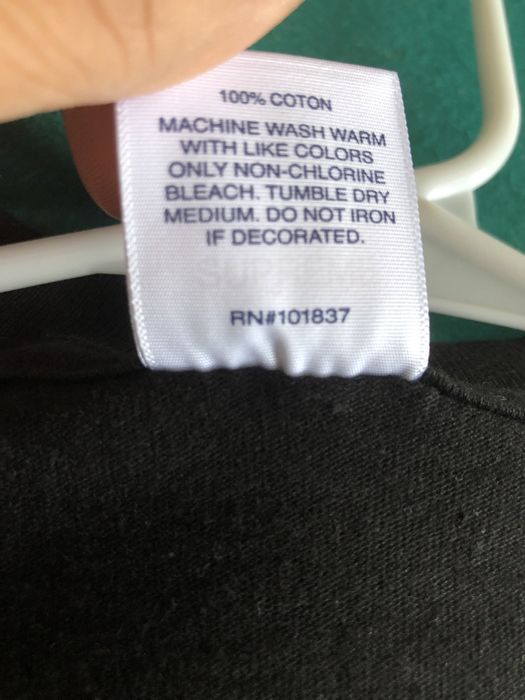 100% COTON
MACHINE WASH WARM
WITH LIKE COLORS
ONLY NON-CHLORINE
BLEACH. TUMBLE DRY
MEDIUM. DO NOT IRON
IF DECORATED.
RN#101837